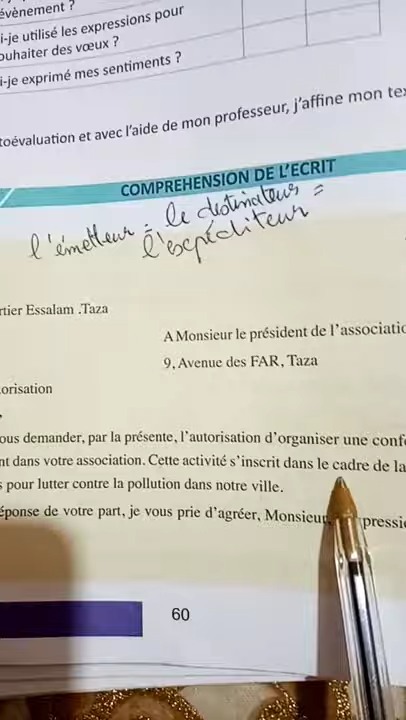 évènement ?
i-je utilisé les expressions pour
ouhaiter des vœux ?
i-je exprimé mes sentiments ?
toévaluation et avec l'aide de mon professeur, j'affine mon te
COMPREHENSION DE L'ECRIT
l'émetteur = le destinateur =
l'expéditeur
rtier Essalam .Taza
A Monsieur le président de l'associatio
9, Avenue des FAR, Taza
orisation
ous demander, par la présente, l'autorisation d'organiser une conf
nt dans votre association. Cette activité s'inscrit dans le cadre de la
s pour lutter contre la pollution dans notre ville.
éponse de votre part, je vous prie d'agréer, Monsieur, pressi
60